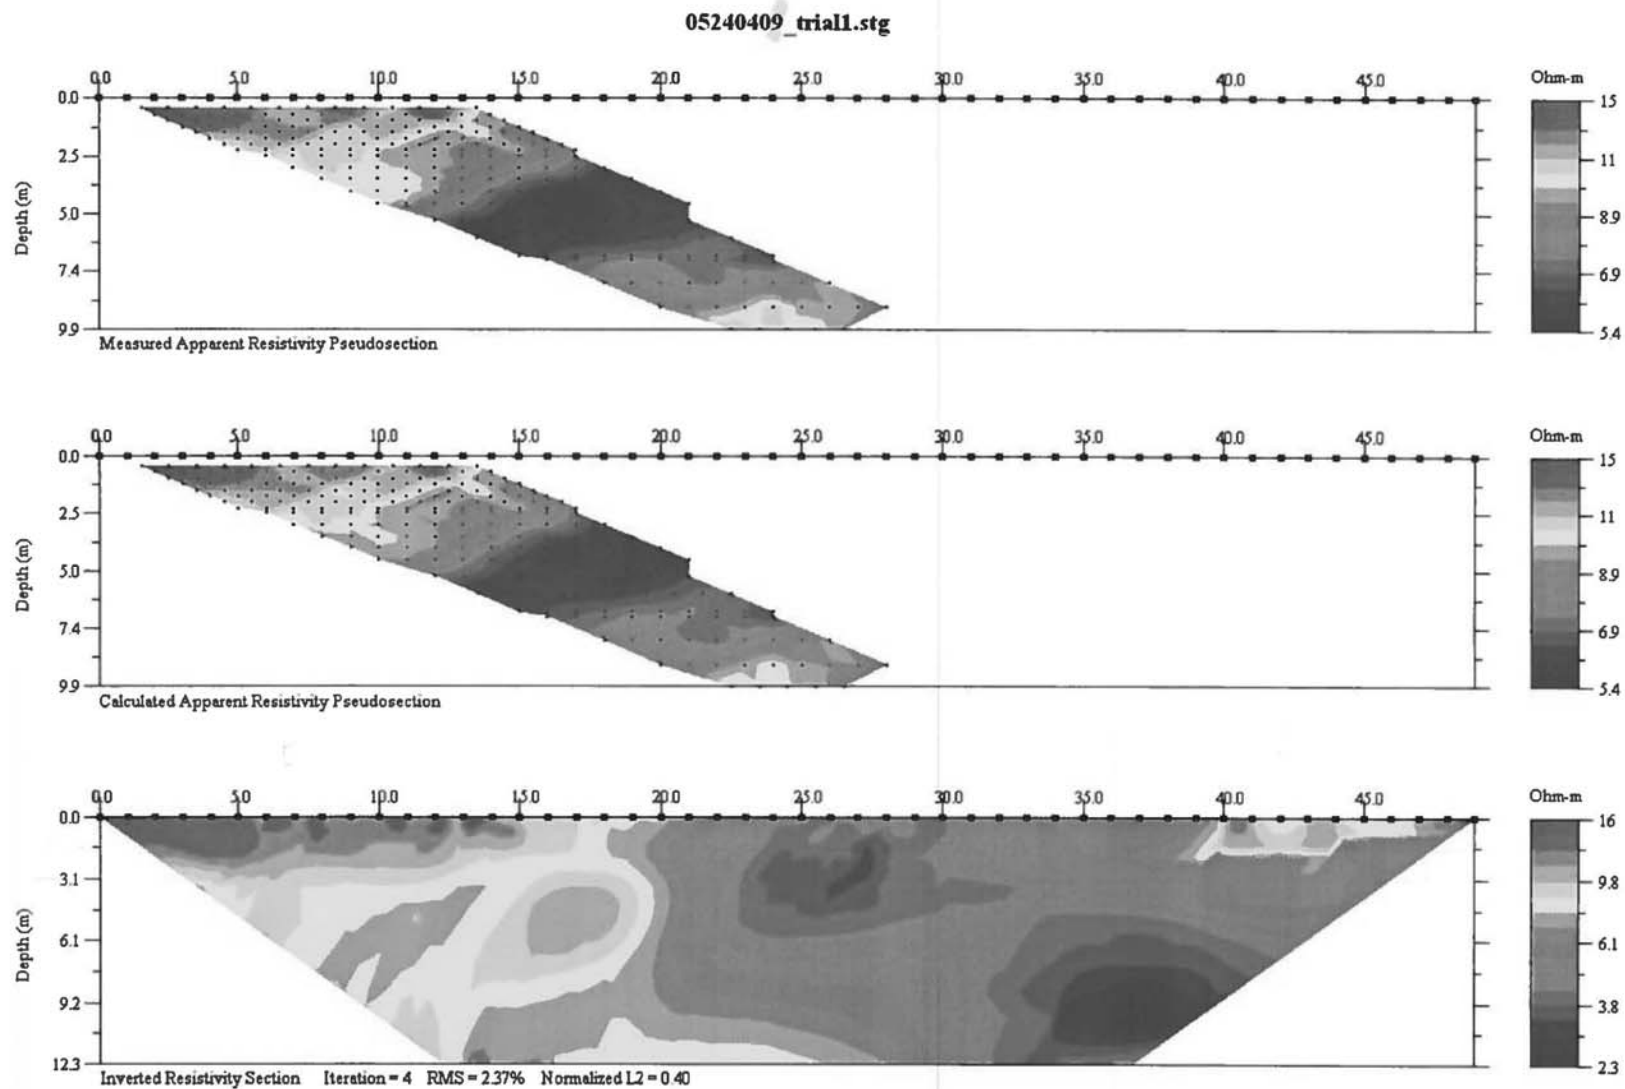 05240409_trial1.stg
0.0 5.0 10.0 15.0 20.0 25.0 30.0 35.0 40.0 45.0 Ohm-m
0.0 15
2.5 11
5.0 8.9
7.4 6.9
9.9 5.4
Depth (m)
Measured Apparent Resistivity Pseudosection
0.0 5.0 10.0 15.0 20.0 25.0 30.0 35.0 40.0 45.0 Ohm-m
0.0 15
2.5 11
5.0 8.9
7.4 6.9
9.9 5.4
Depth (m)
Calculated Apparent Resistivity Pseudosection
0.0 5.0 10.0 15.0 20.0 25.0 30.0 35.0 40.0 45.0 Ohm-m
0.0 16
3.1 9.8
6.1 6.1
9.2 3.8
12.3 2.3
Depth (m)
Inverted Resistivity Section Iteration = 4 RMS = 2.37% Normalized L2 = 0.40